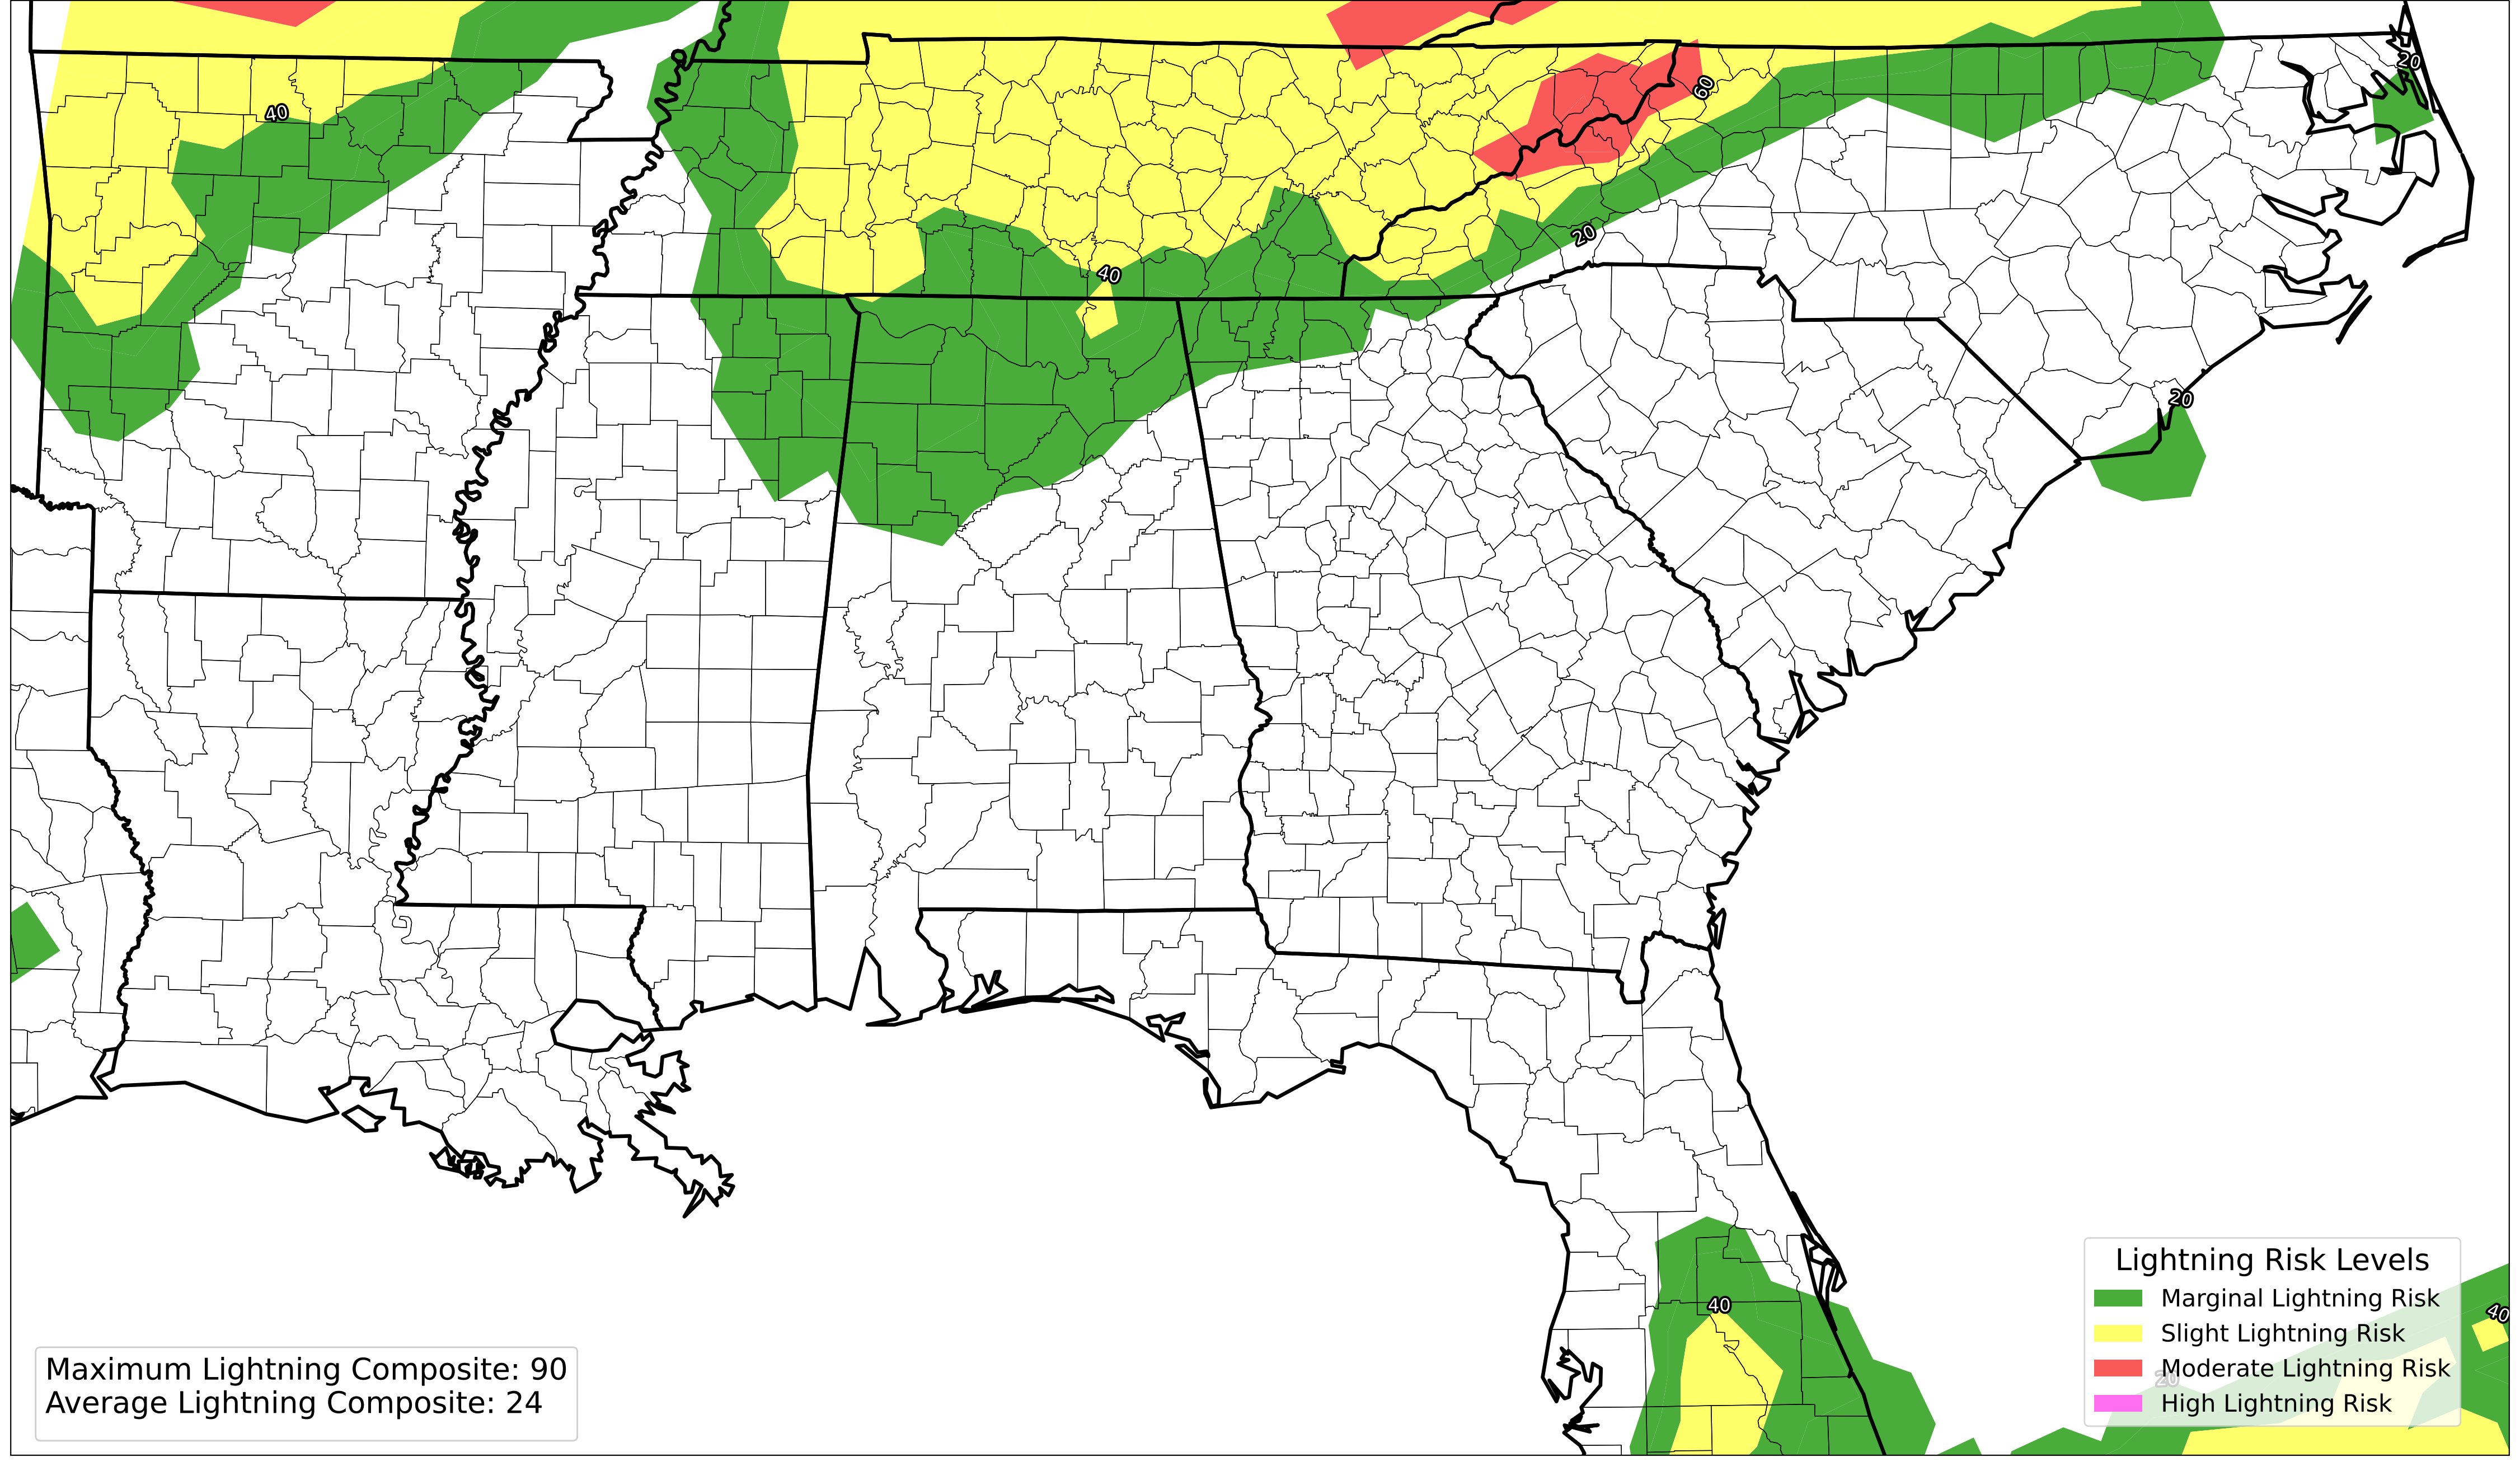 20
40
60
20
40
20
40
40
20
Lightning Risk Levels
Marginal Lightning Risk
Slight Lightning Risk
Moderate Lightning Risk
High Lightning Risk
Maximum Lightning Composite: 90
Average Lightning Composite: 24